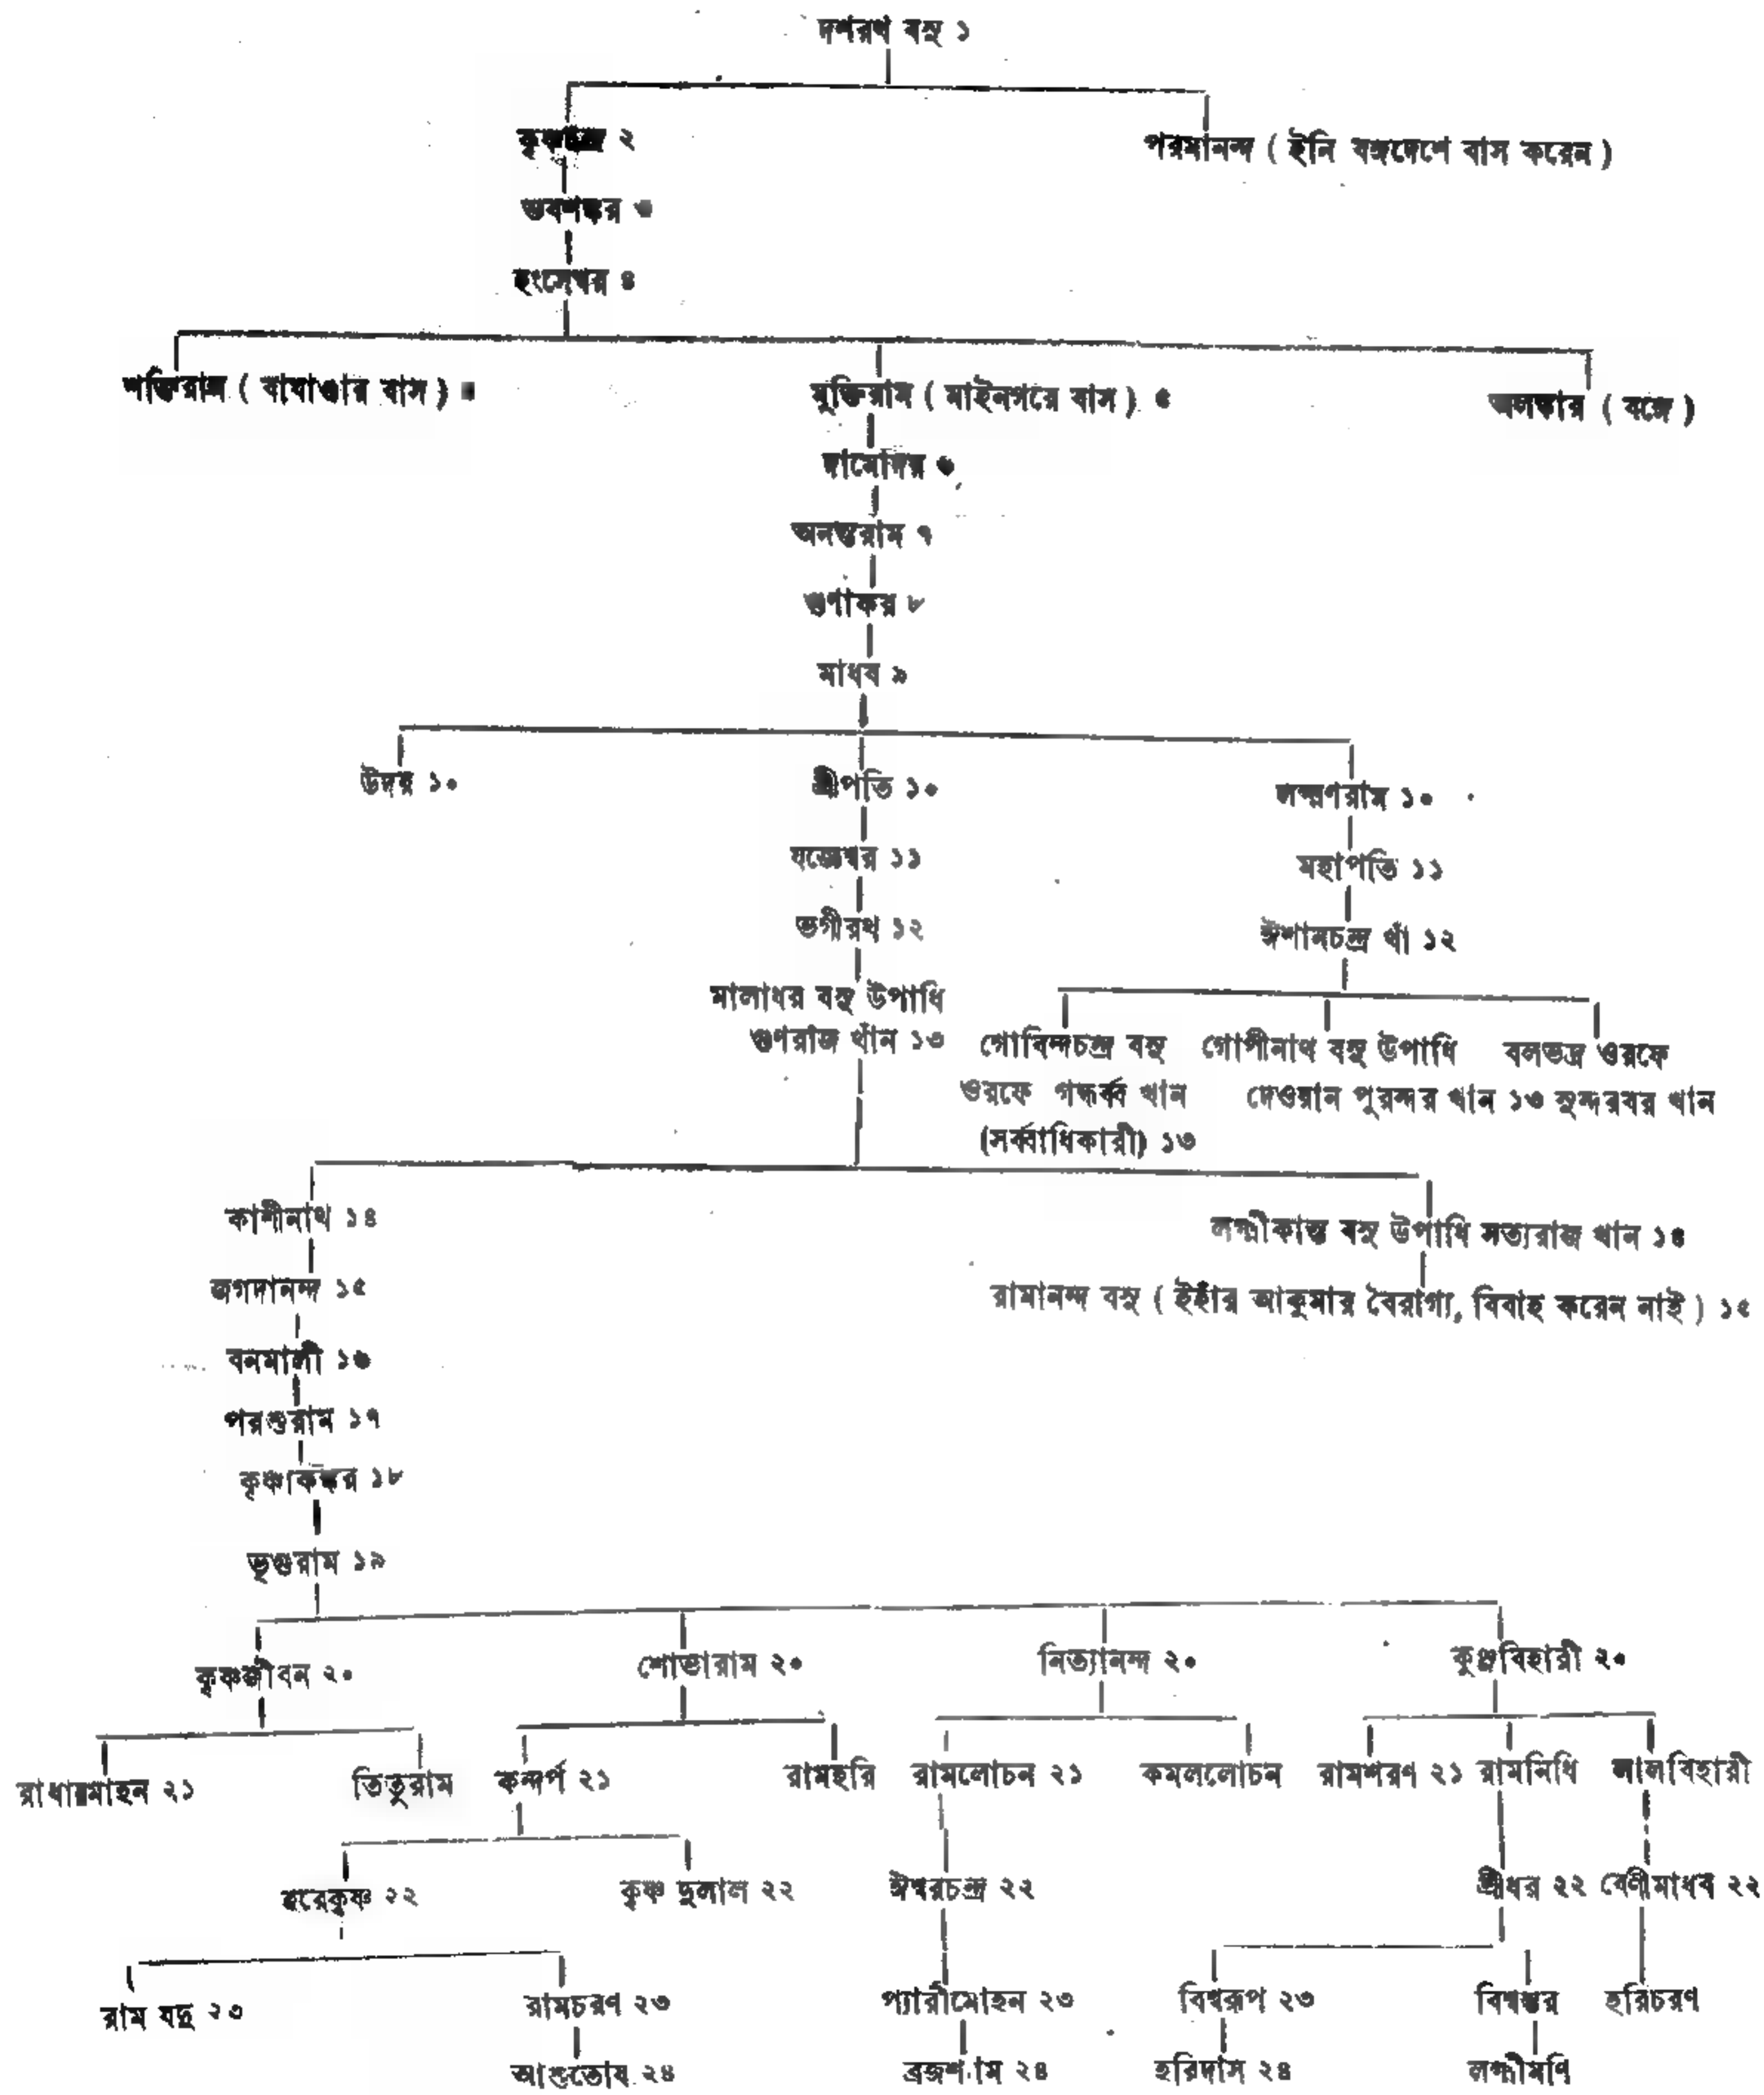 দশরথ বসু ১
কৃষ্ণচন্দ্র ২
পরমানন্দ ( ইনি বঙ্গদেশে বাস করেন )
ভবশঙ্কর ৩
হংসেশ্বর ৪
শক্তিরাম ( বাঘাণ্ডার বাস )
মুক্তিরাম ( মাইনগরে বাস ) ৫
অলঙ্কার ( বঙ্গে )
দামোদর ৬
অনন্তরাম ৭
গুণাকর ৮
মাধব ৯
উদয় ১০
শ্রীপতি ১০
লক্ষ্মণরাম ১০
যজ্ঞেশ্বর ১১
মহাপতি ১১
ভগীরথ ১২
ঈশানচন্দ্র খাঁ ১২
মালাধর বসু উপাধি
গুণরাজ খাঁন ১৩
গোবিন্দচন্দ্র বসু
ওরফে গন্ধর্ব্ব খান
(সর্ব্বাধিকারী) ১৩
গোপীনাথ বসু উপাধি
দেওয়ান পুরন্দর খান ১৩
বলভদ্র ওরফে
সুন্দরবর খান
কাশীনাথ ১৪
লক্ষ্মীকান্ত বসু উপাধি সত্যরাজ খান ১৪
জগদানন্দ ১৫
রামানন্দ বসু ( ইহাঁর আকুমার বৈরাগ্য, বিবাহ করেন নাই ) ১৫
বনমালী ১৬
পরশুরাম ১৭
কৃষ্ণকিঙ্কর ১৮
ভৃগুরাম ১৯
কৃষ্ণজীবন ২০
শোভারাম ২০
নিত্যানন্দ ২০
কুঞ্জবিহারী ২০
রাধামোহন ২১
তিতুরাম
কন্দর্প ২১
রামহরি
রামলোচন ২১
কমললোচন
রামশরণ ২১
রামনিধি
লালবিহারী
হরেকৃষ্ণ ২২
কৃষ্ণ দুলাল ২২
ঈশ্বরচন্দ্র ২২
শ্রীধর ২২
বেণীমাধব ২২
রাম যদু ২৩
রামচরণ ২৩
প্যারীমোহন ২৩
বিশ্বরূপ ২৩
বিশ্বম্ভর
হরিচরণ
আশুতোষ ২৪
ব্রজশ্যাম ২৪
হরিদাস ২৪
লক্ষ্মীমণি